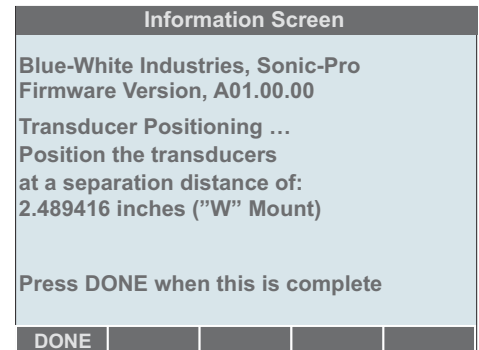 Information Screen
Blue-White Industries, Sonic-Pro
Firmware Version, A01.00.00
Transducer Positioning …
Position the transducers
at a separation distance of:
2.489416 inches (”W” Mount)
Press DONE when this is complete
DONE